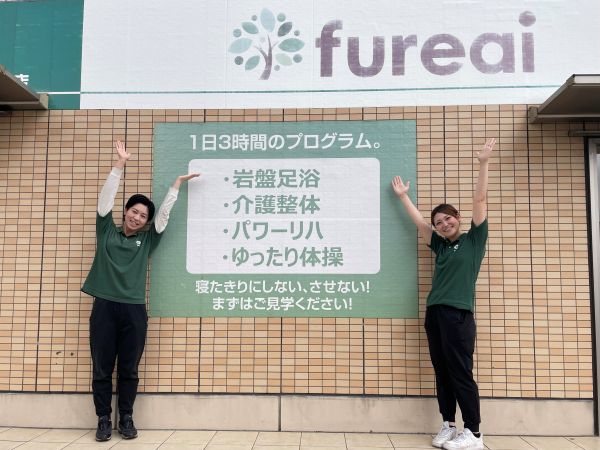 fureai
1日3時間のプログラム。
・岩盤足浴
・介護整体
・パワーリハ
・ゆったり体操
寝たきりにしない、させない!
まずはご見学ください!